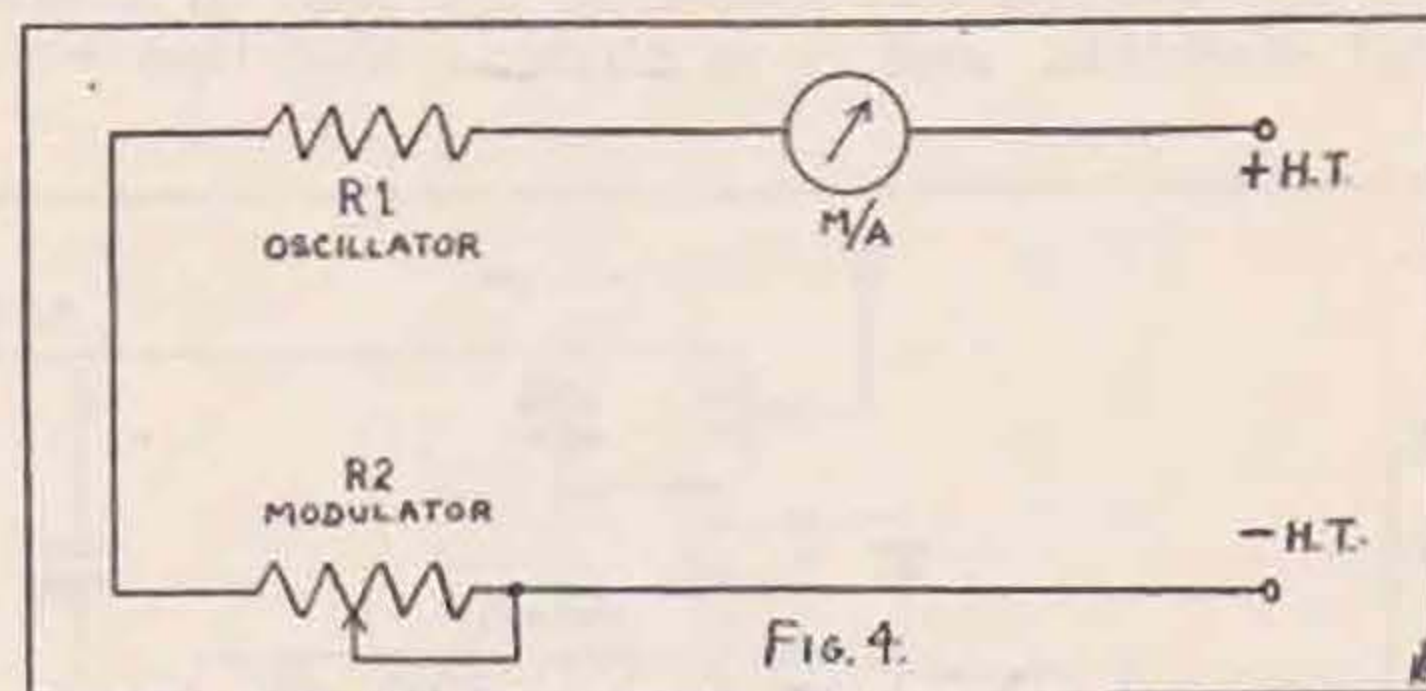 R1
OSCILLATOR
M/A
+ H.T.
R2
MODULATOR
– H.T.
FIG. 4.